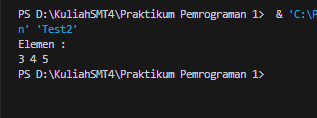 PS D:\KuliahSMT4\Praktikum Pemrograman 1>  & 'C:\P
n' 'Test2'
Elemen :
3 4 5
PS D:\KuliahSMT4\Praktikum Pemrograman 1>